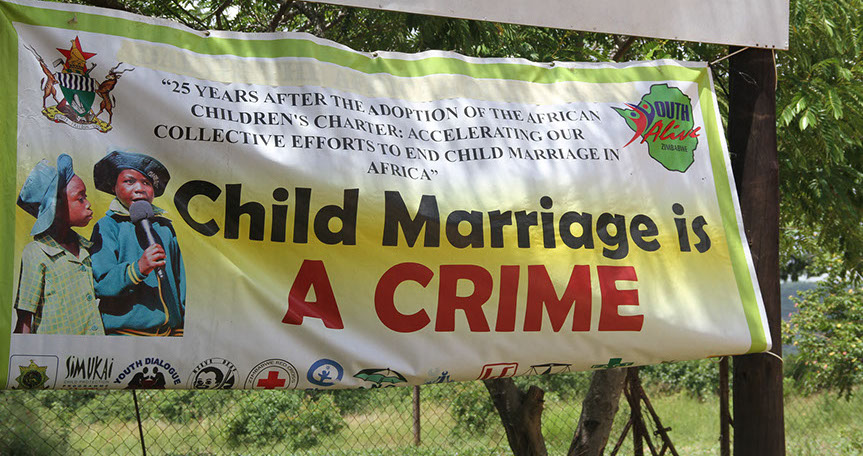 "25 YEARS AFTER THE ADOPTION OF THE AFRICAN
CHILDREN'S CHARTER: ACCELERATING OUR
COLLECTIVE EFFORTS TO END CHILD MARRIAGE IN
AFRICA"
YOUTH
Alive
ZIMBABWE
Child Marriage is
A CRIME
SIMUKAI
YOUTH DIALOGUE